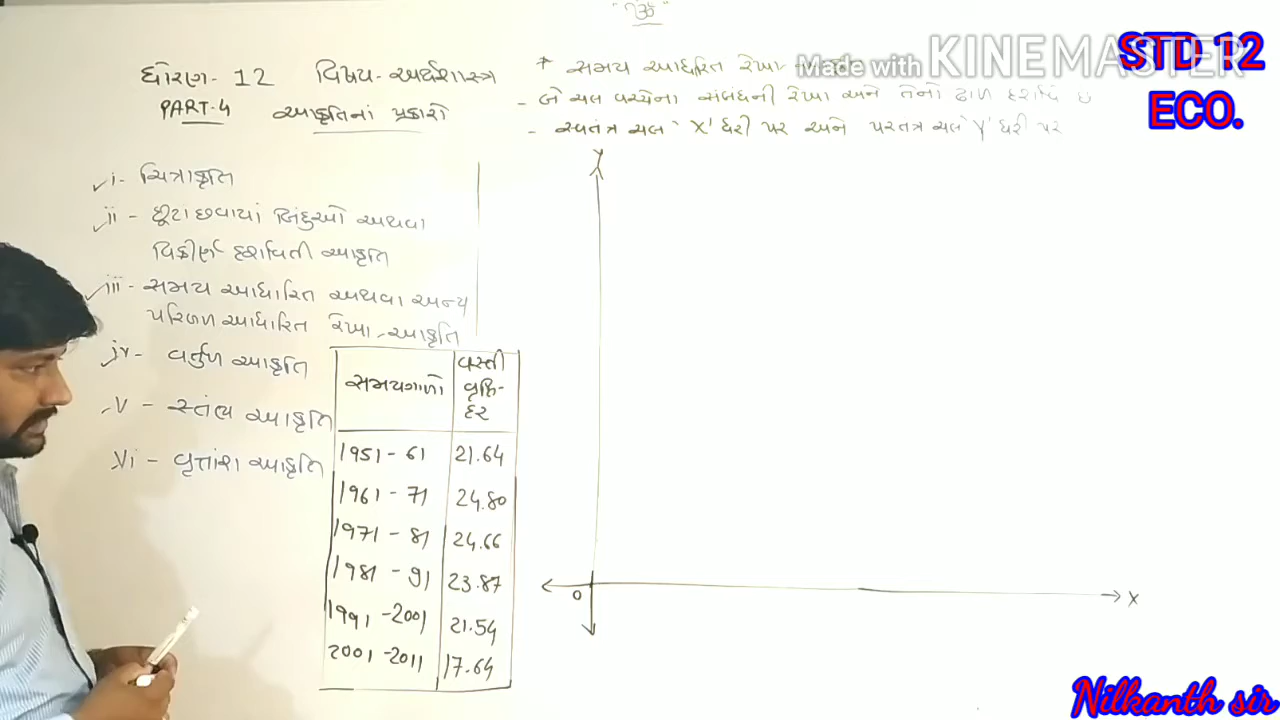 "ૐ"
ધોરણ- 12 વિષય- અર્થશાસ્ત્ર
PART-4 આકૃતિનાં પ્રકારો
i- ચિત્રાકૃતિ
ii - છૂટાં છવાયાં બિંદુઓ અથવા
વિકીર્ણ દર્શાવતી આકૃતિ
iii - સમય આધારિત અથવા અન્ય
પરિબળ આધારિત રેખા-આકૃતિ
iv- વર્તુળ આકૃતિ
v - સ્તંભ આકૃતિ
vi - વૃત્તાંશ આકૃતિ
સમયગાળો વસ્તી
વૃદ્ધિ-
દર
1951 - 61 21.64
1961 - 71 24.80
1971 - 81 24.66
1981 - 91 23.87
1991 -2001 21.54
2001 -2011 17.64
* સમય આધારિત રેખા-
- બે ચલ વચ્ચેના સંબંધની રેખા અને તેનો ઢાળ દર્શાવે છે
- સ્વતંત્ર ચલ 'X' ધરી પર અને પરતંત્ર ચલ 'Y' ધરી પર
Y
0
X
Made with KINEMASTER
STD 12
ECO.
Nilkanth sir